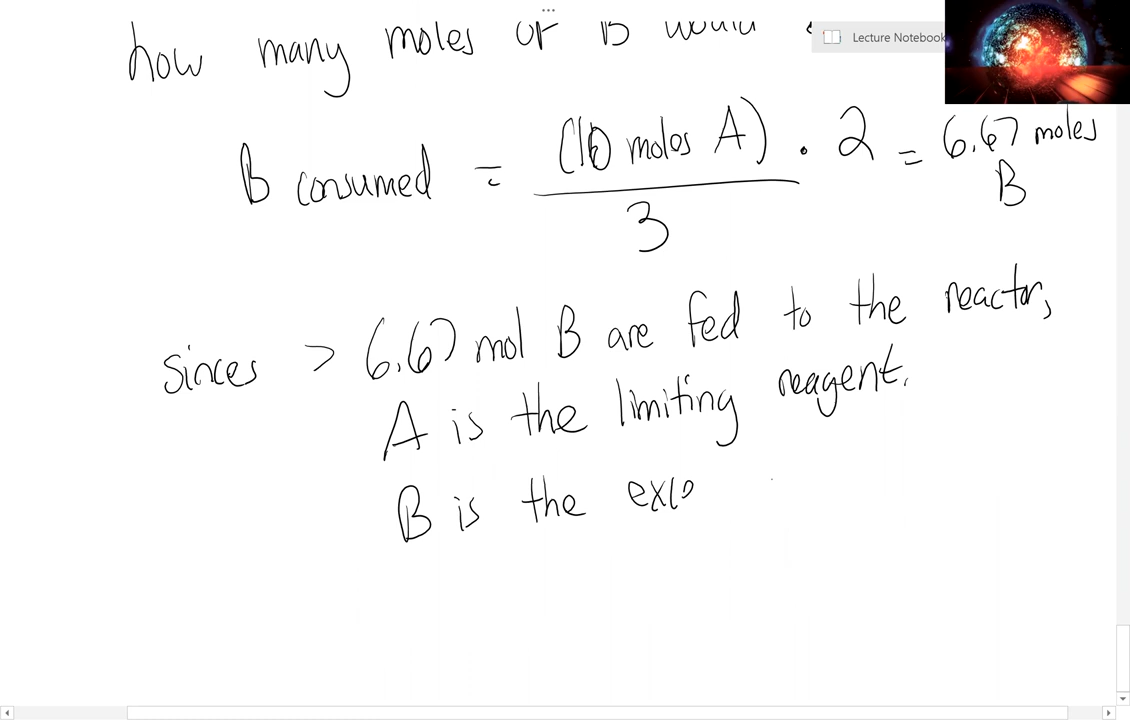 how many moles of B would
Lecture Notebook
B consumed = (10 moles A) / 3 · 2 = 6.67 moles B
sinces > 6.67 mol B are fed to the reactor,
A is the limiting reagent.
B is the exc